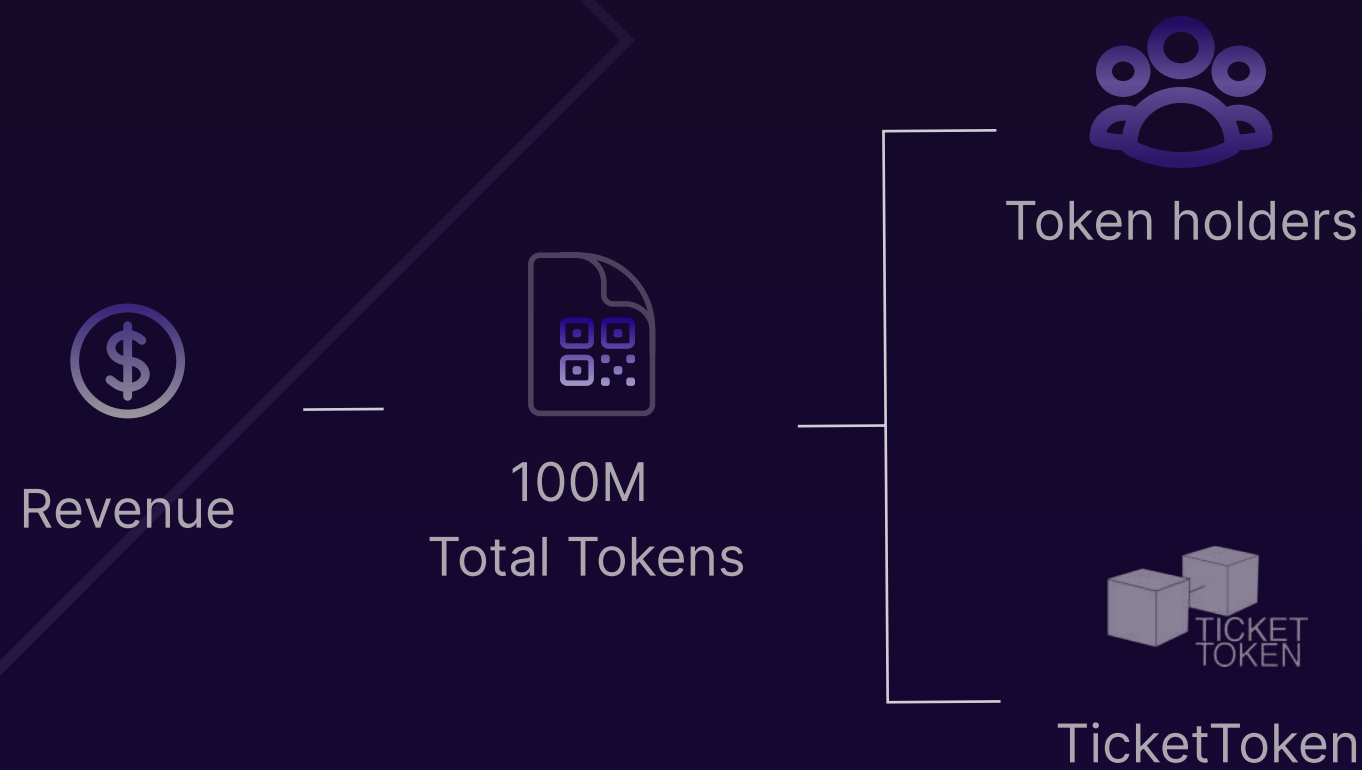 Token holders
Revenue
100M
Total Tokens
TICKET
TOKEN
TicketToken